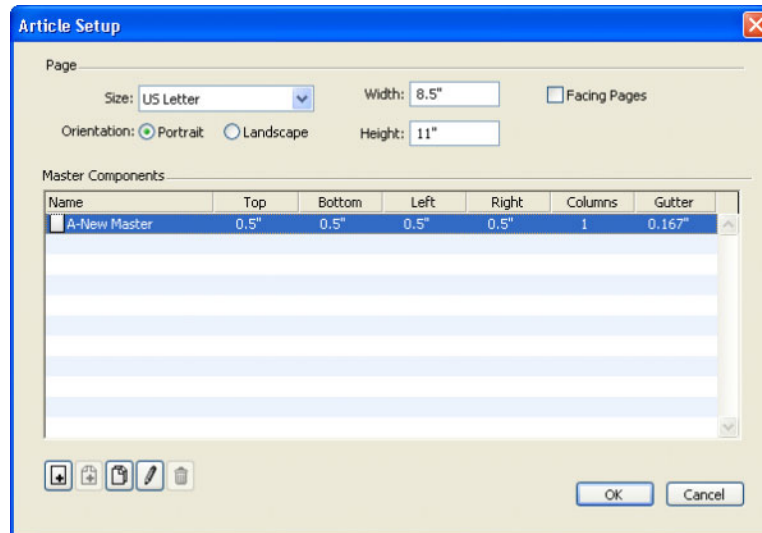 Article Setup
Page
Size: US Letter Width: 8.5" Facing Pages
Orientation: Portrait Landscape Height: 11"
Master Components
Name Top Bottom Left Right Columns Gutter
A-New Master 0.5" 0.5" 0.5" 0.5" 1 0.167"
OK Cancel